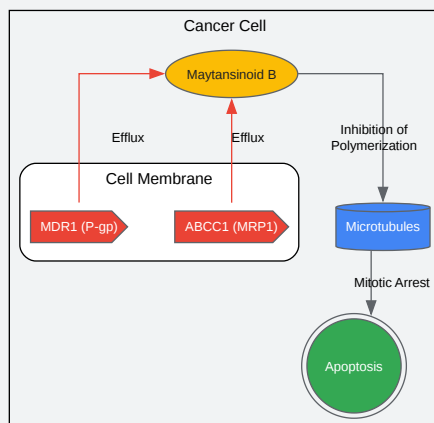 Cancer Cell
Maytansinoid B
Efflux
Efflux
Inhibition of
Polymerization
Cell Membrane
MDR1 (P-gp)
ABCC1 (MRP1)
Microtubules
Mitotic Arrest
Apoptosis